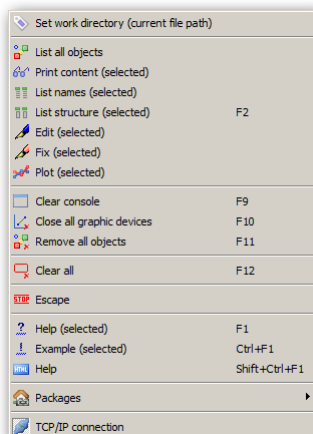 Set work directory (current file path)
List all objects
Print content (selected)
List names (selected)
List structure (selected) F2
Edit (selected)
Fix (selected)
Plot (selected)
Clear console F9
Close all graphic devices F10
Remove all objects F11
Clear all F12
STOP Escape
? Help (selected) F1
! Example (selected) Ctrl+F1
HTML Help Shift+Ctrl+F1
Packages
TCP/IP connection